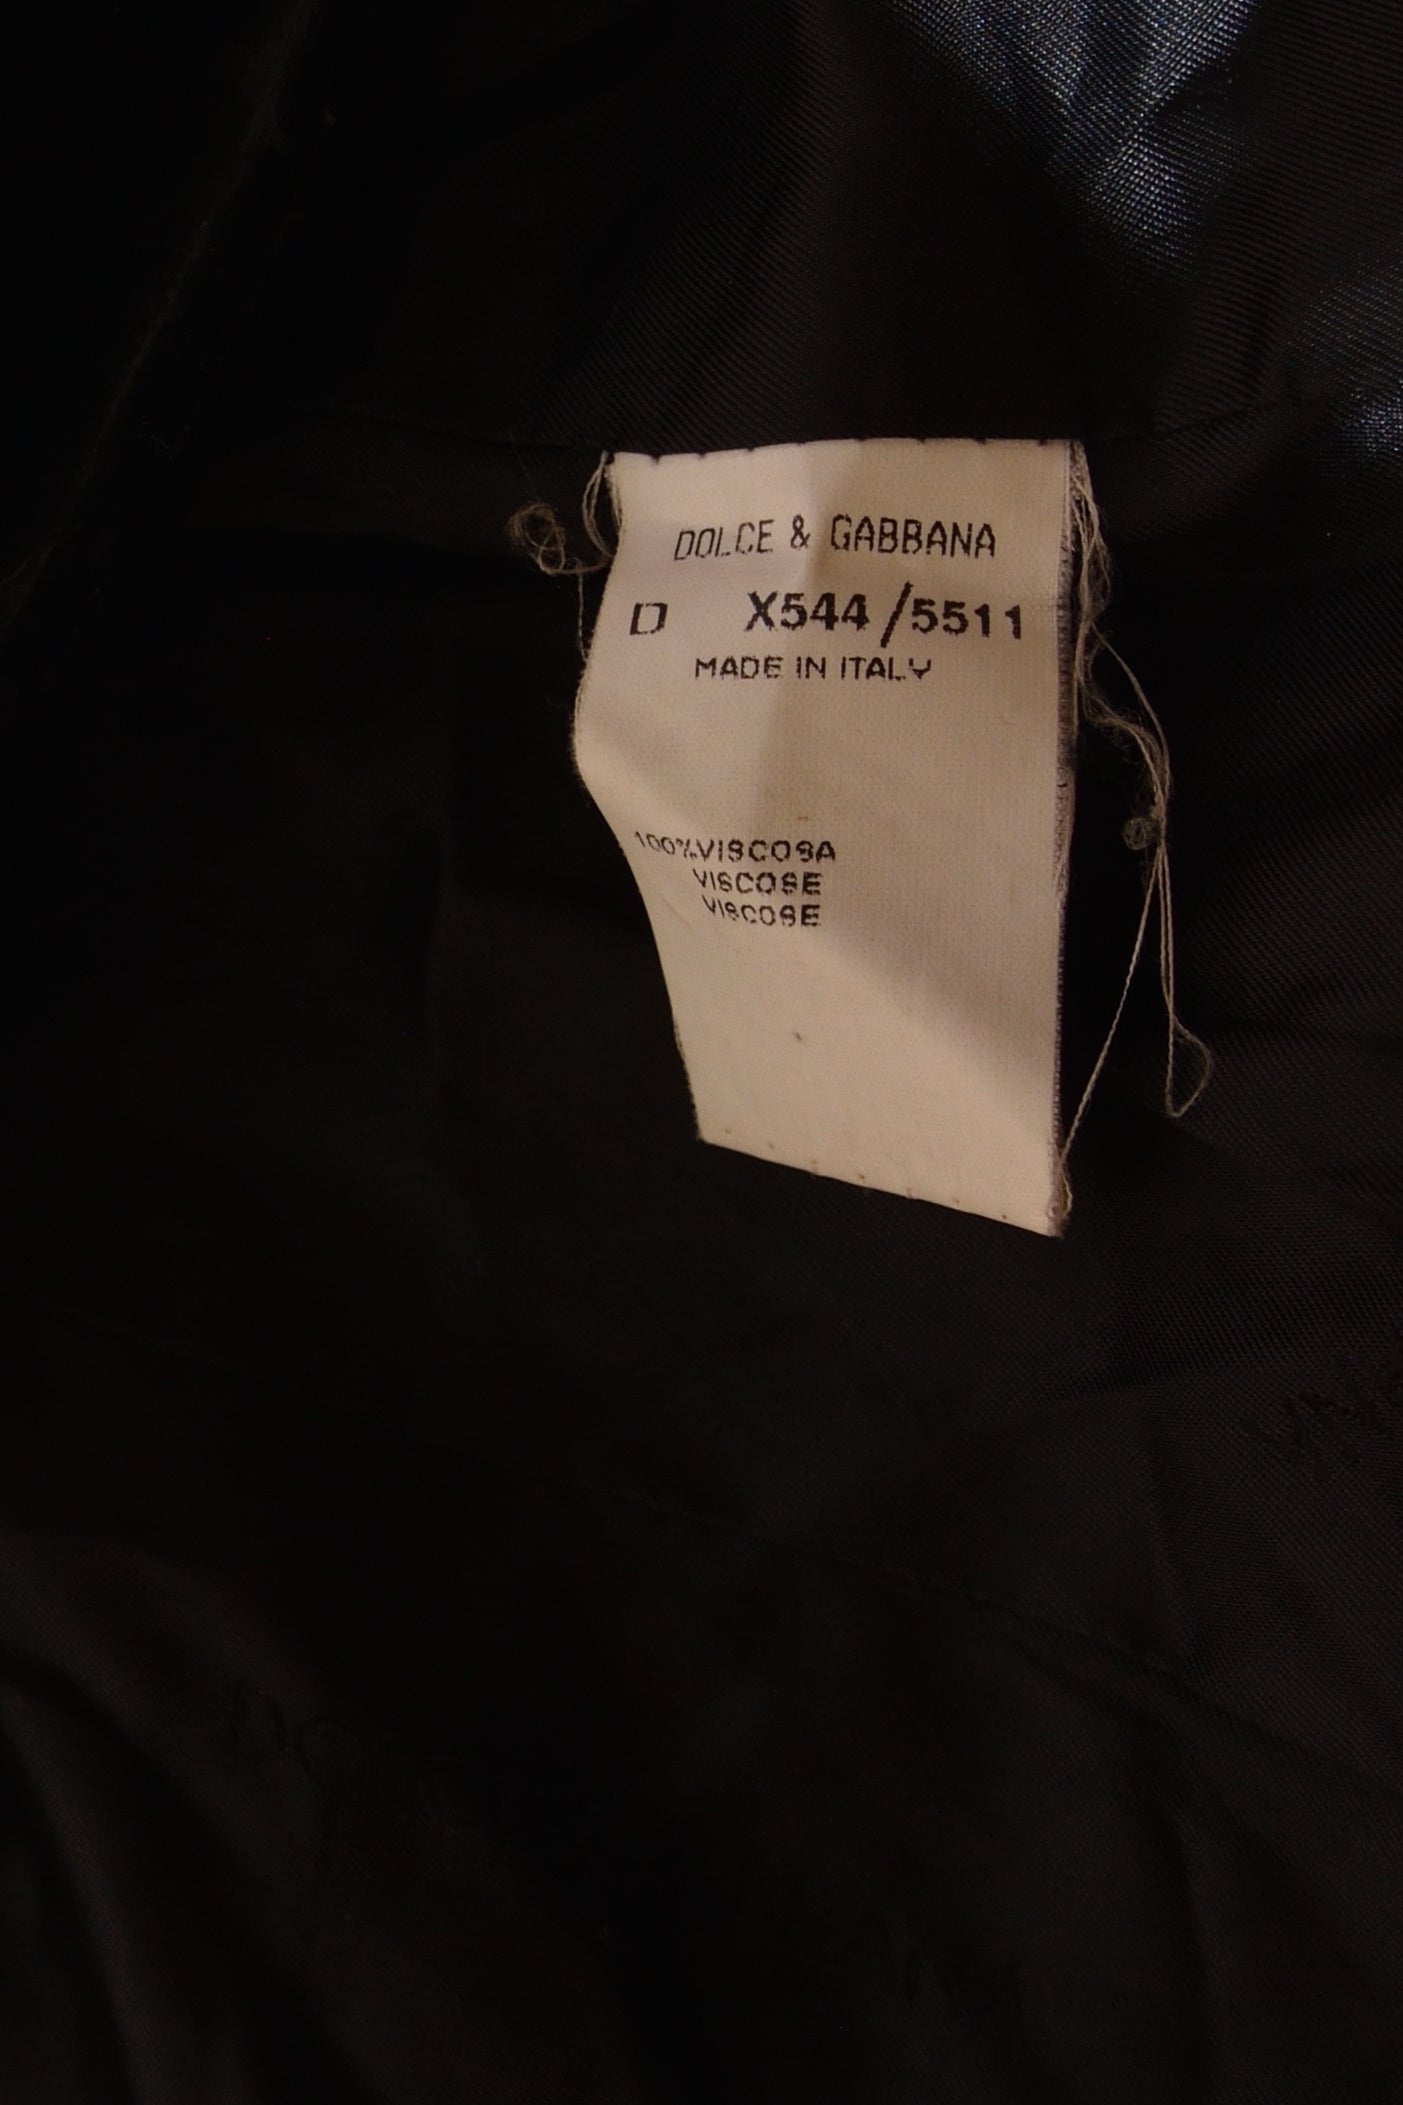 DOLCE & GABBANA
D X544/5511
MADE IN ITALY
100%VISCOSA
VISCOSE
VISCOSE